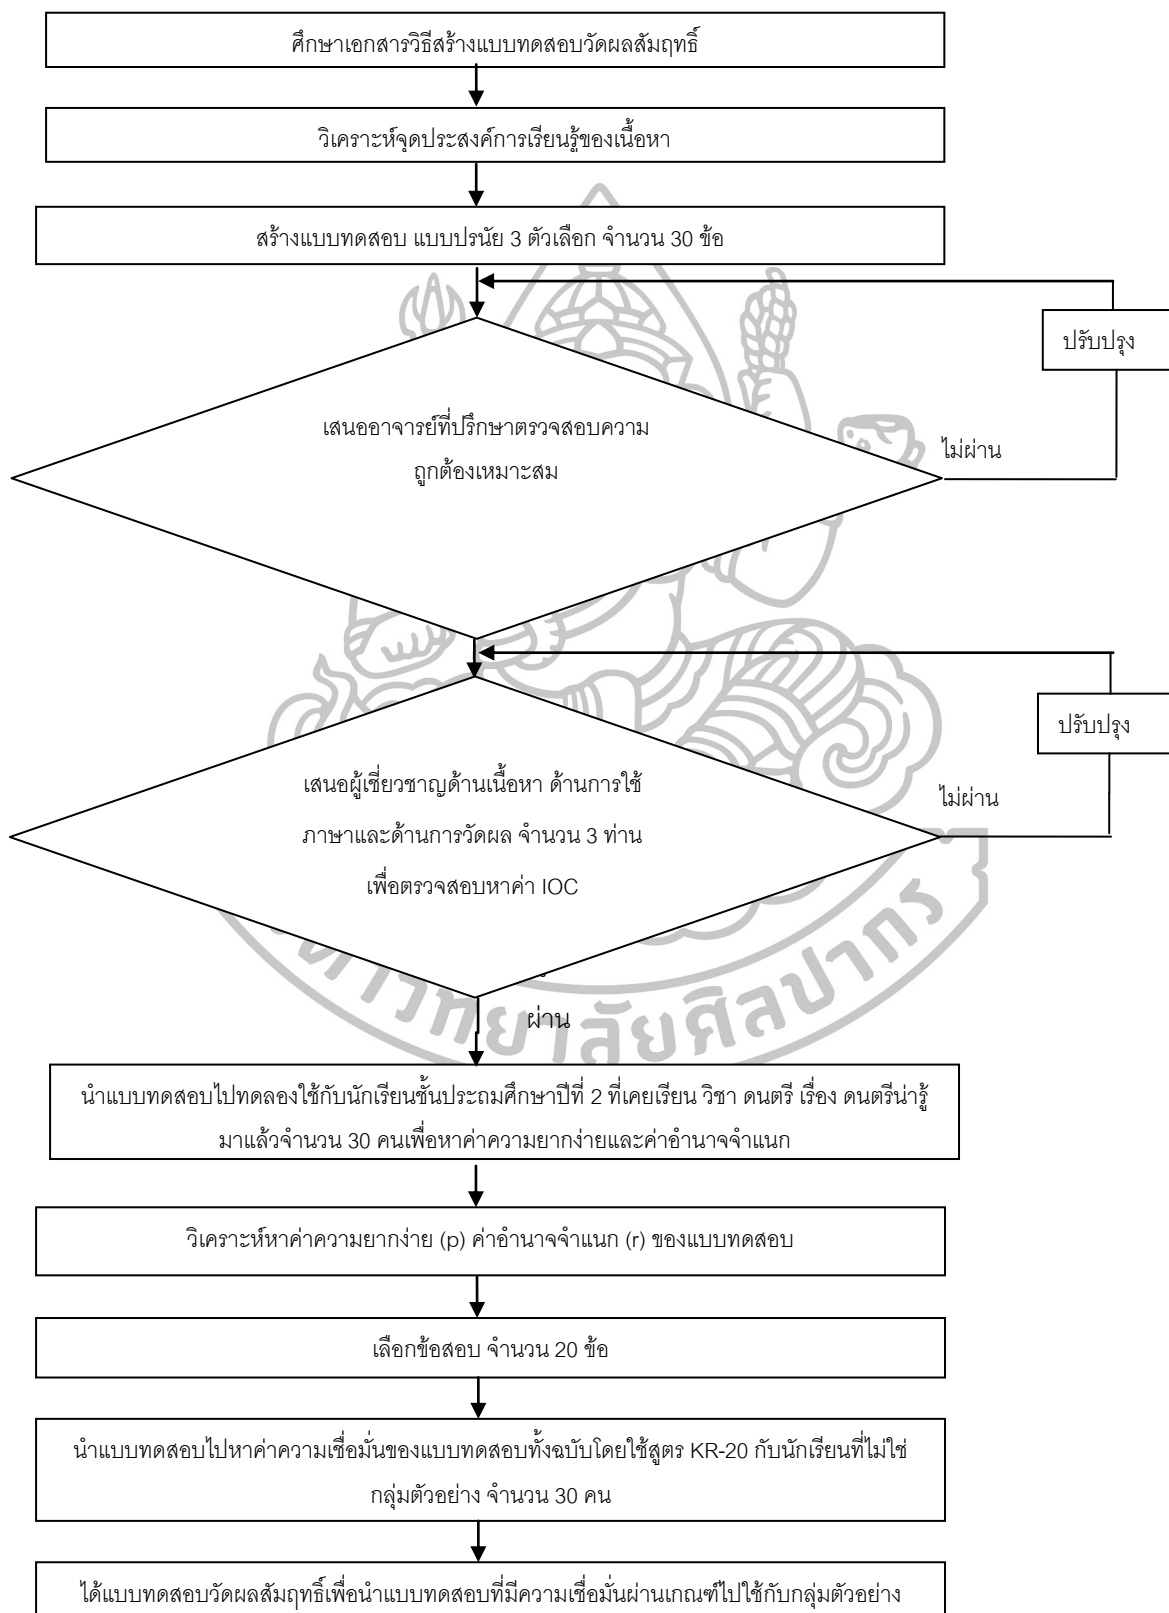 ศึกษาเอกสารวิธีสร้างแบบทดสอบวัดผลสัมฤทธิ์
วิเคราะห์จุดประสงค์การเรียนรู้ของเนื้อหา
สร้างแบบทดสอบ แบบปรนัย 3 ตัวเลือก จำนวน 30 ข้อ
ปรับปรุง
เสนออาจารย์ที่ปรึกษาตรวจสอบความ
ถูกต้องเหมาะสม
ไม่ผ่าน
ปรับปรุง
เสนอผู้เชี่ยวชาญด้านเนื้อหา ด้านการใช้
ภาษาและด้านการวัดผล จำนวน 3 ท่าน
เพื่อตรวจสอบหาค่า IOC
ไม่ผ่าน
ผ่าน
นำแบบทดสอบไปทดลองใช้กับนักเรียนชั้นประถมศึกษาปีที่ 2 ที่เคยเรียน วิชา ดนตรี เรื่อง ดนตรีน่ารู้
มาแล้วจำนวน 30 คนเพื่อหาค่าความยากง่ายและค่าอำนาจจำแนก
วิเคราะห์หาค่าความยากง่าย (p) ค่าอำนาจจำแนก (r) ของแบบทดสอบ
เลือกข้อสอบ จำนวน 20 ข้อ
นำแบบทดสอบไปหาค่าความเชื่อมั่นของแบบทดสอบทั้งฉบับโดยใช้สูตร KR-20 กับนักเรียนที่ไม่ใช่
กลุ่มตัวอย่าง จำนวน 30 คน
ได้แบบทดสอบวัดผลสัมฤทธิ์เพื่อนำแบบทดสอบที่มีความเชื่อมั่นผ่านเกณฑ์ไปใช้กับกลุ่มตัวอย่าง